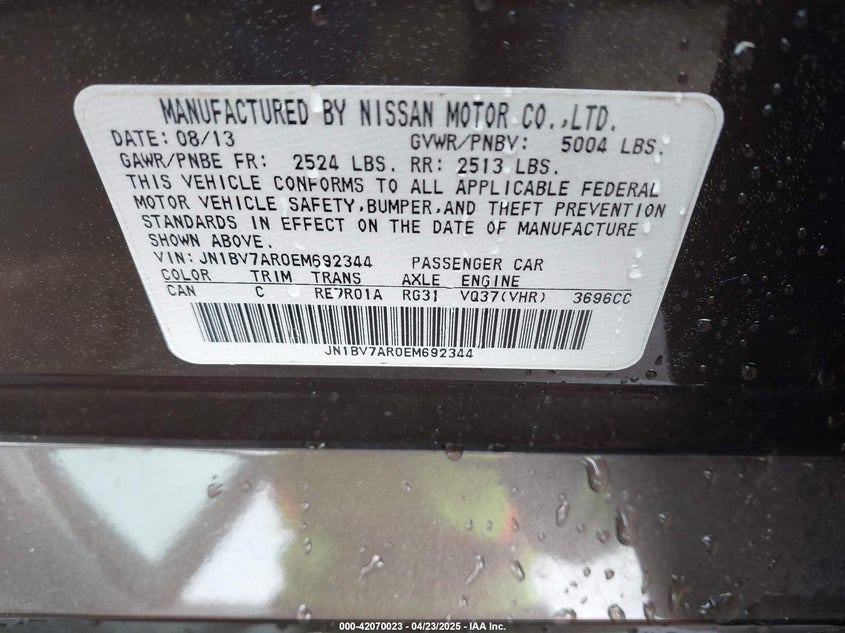 MANUFACTURED BY NISSAN MOTOR CO.,LTD.
DATE: 08/13 GVWR/PNBV: 5004 LBS.
GAWR/PNBE FR: 2524 LBS. RR: 2513 LBS.
THIS VEHICLE CONFORMS TO ALL APPLICABLE FEDERAL
MOTOR VEHICLE SAFETY,BUMPER,AND THEFT PREVENTION
STANDARDS IN EFFECT ON THE DATE OF MANUFACTURE
SHOWN ABOVE.
VIN: JN1BV7AR0EM692344 PASSENGER CAR
COLOR TRIM TRANS AXLE ENGINE
CAN C RE7R01A RG31 VQ37(VHR) 3696CC
JN1BV7AR0EM692344
000-42070023 - 04/23/2025 - IAA Inc.